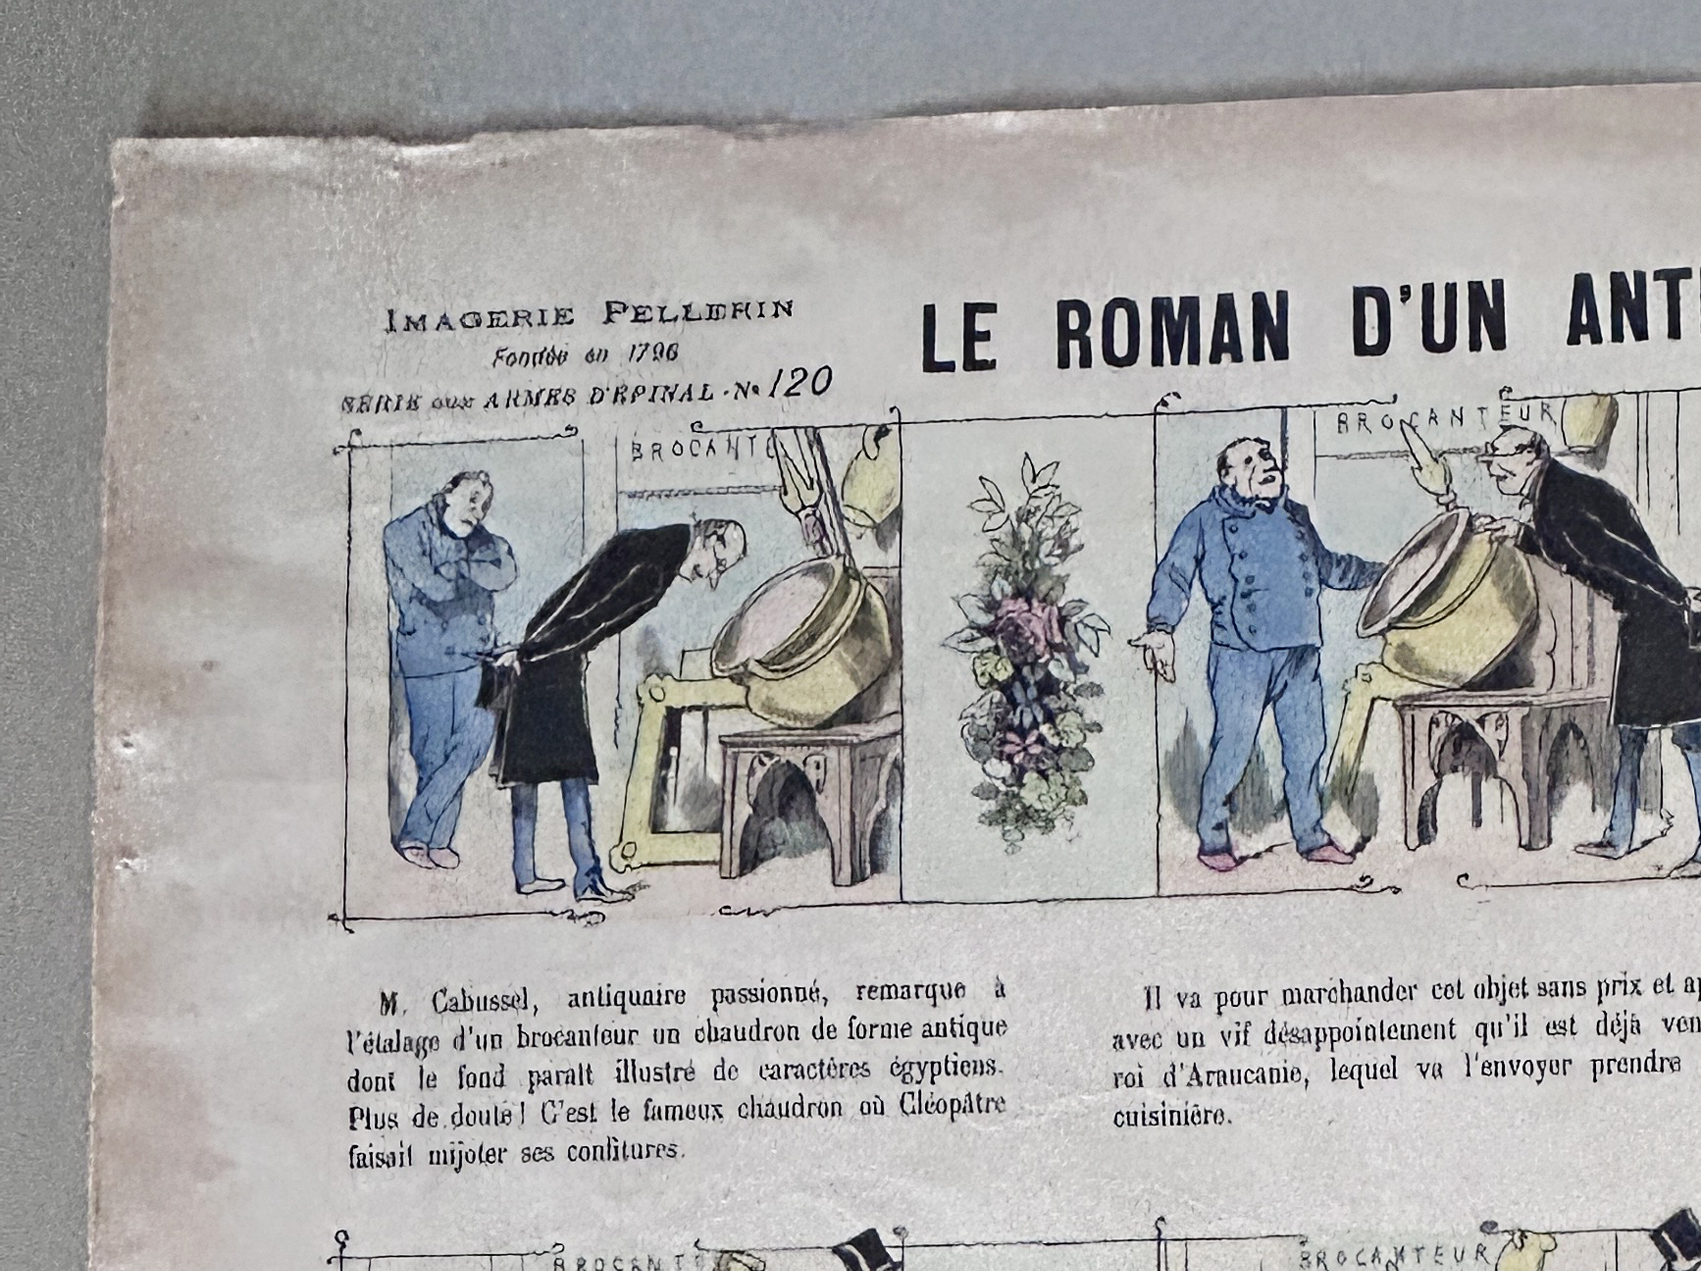 IMAGERIE PELLERIN
Fondée en 1796
SÉRIE aux ARMES D'ÉPINAL - No 120
LE ROMAN D'UN ANT
BROCANTE
BROCANTEUR
M. Cabussel, antiquaire passionné, remarque à
l'étalage d'un brocanteur un chaudron de forme antique
dont le fond paraît illustré de caractères égyptiens.
Plus de doute! C'est le fameux chaudron où Cléopâtre
faisait mijoter ses confitures.
Il va pour marchander cet objet sans prix et ap
avec un vif désappointement qu'il est déjà ven
roi d'Araucanie, lequel va l'envoyer prendre
cuisinière.
BROCANTE
BROCANTEUR